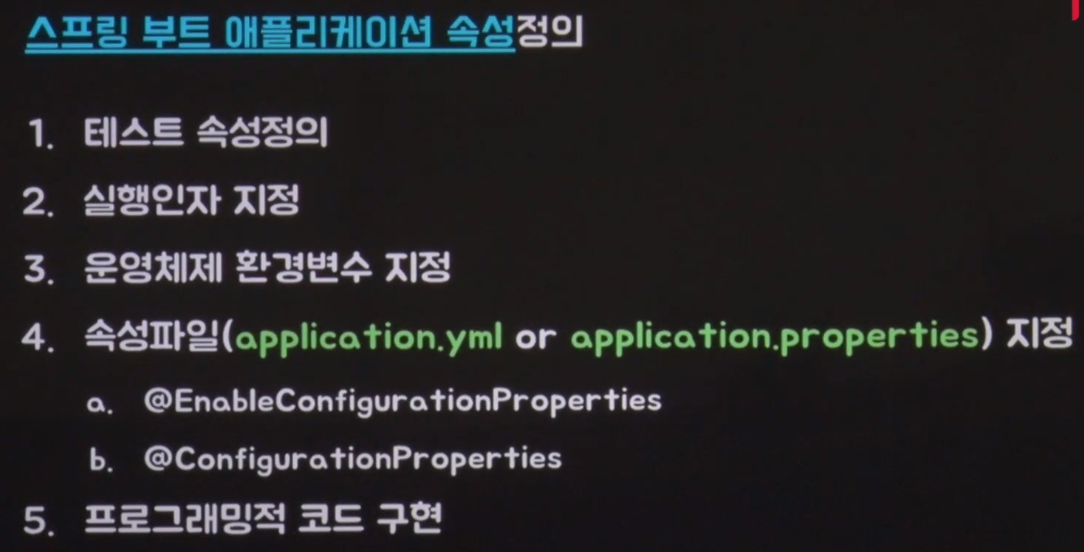 스프링 부트 애플리케이션 속성정의
1. 테스트 속성정의
2. 실행인자 지정
3. 운영체제 환경변수 지정
4. 속성파일(application.yml or application.properties) 지정
a. @EnableConfigurationProperties
b. @ConfigurationProperties
5. 프로그래밍적 코드 구현